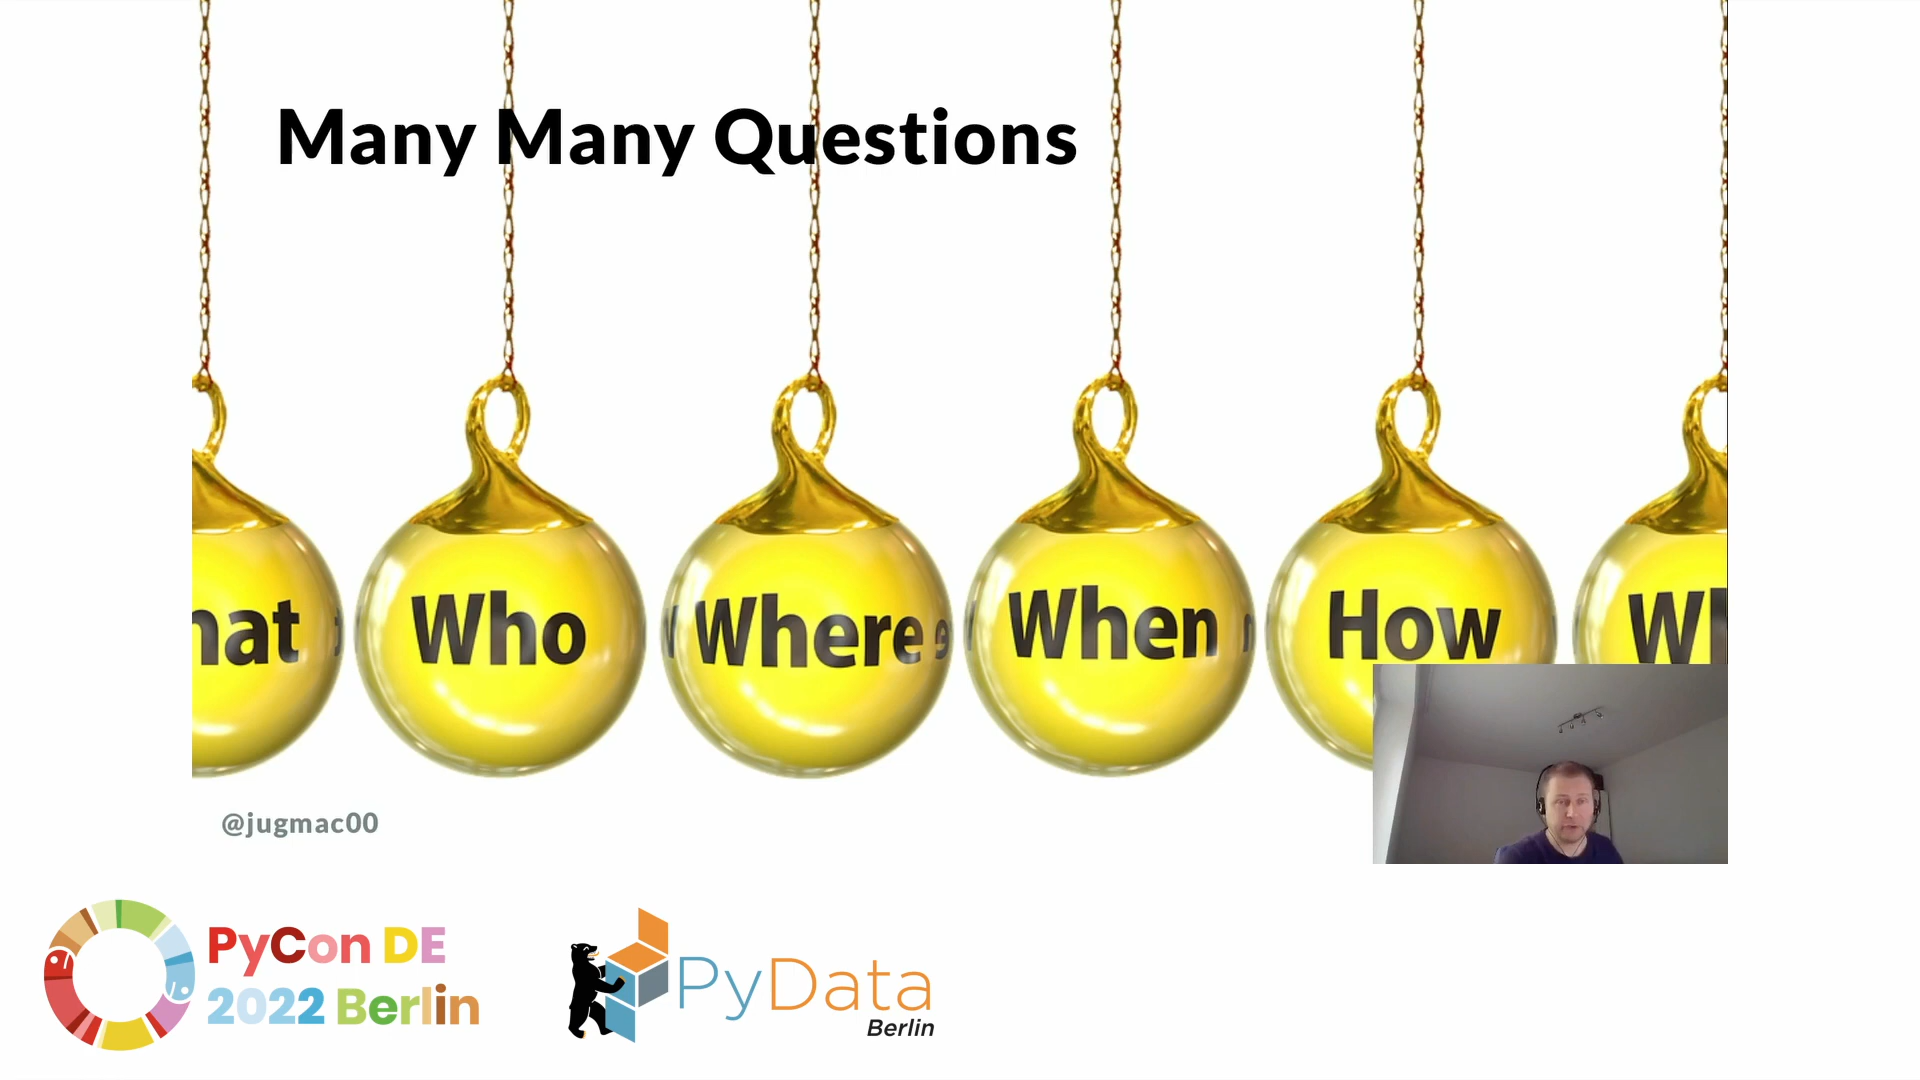 Many Many Questions
Who
Where
When
How
@jugmac00
PyCon DE
2022 Berlin
PyData
Berlin